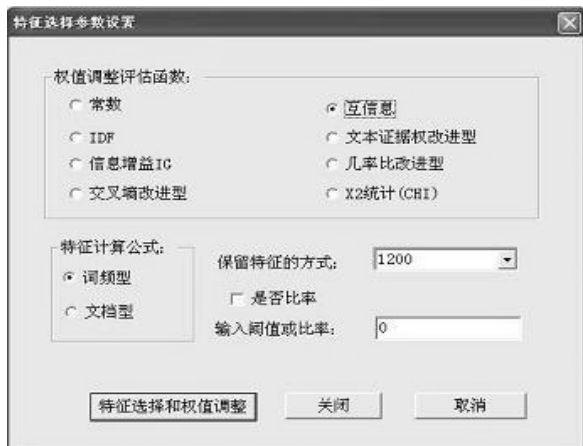 特征选择参数设置
权值调整评估函数:
常数 互信息
IDF 文本证据权改进型
信息增益IG 几率比改进型
交叉熵改进型 X2统计(CHI)
特征计算公式:
保留特征的方式: 1200
词频型
是否比率
文档型
输入阈值或比率: 0
特征选择和权值调整 关闭 取消